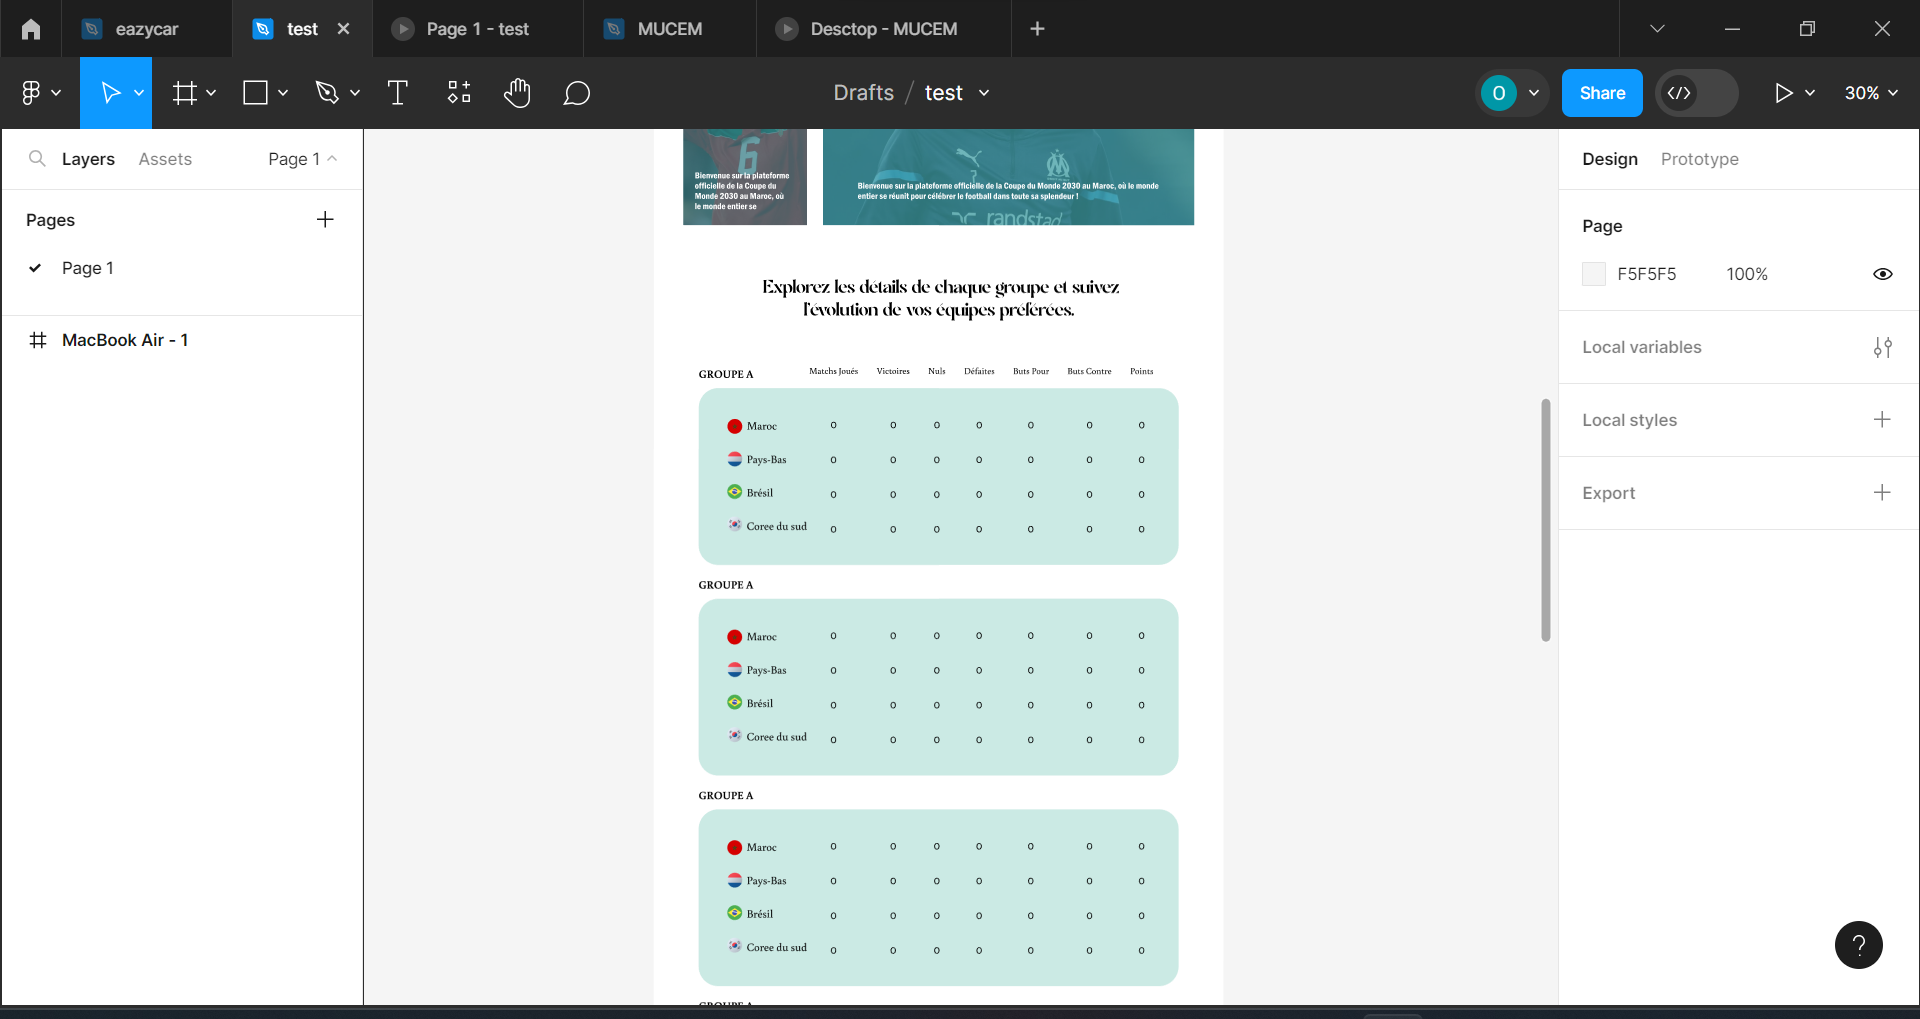 eazycar
test
Page 1 - test
MUCEM
Desctop - MUCEM
Drafts / test
O
Share
30%
Layers
Assets
Page 1
Pages
Page 1
MacBook Air - 1
6
Bienvenue sur la plateforme
officielle de la Coupe du
Monde 2030 au Maroc, où
le monde entier se
Bienvenue sur la plateforme officielle de la Coupe du Monde 2030 au Maroc, où le monde
entier se réunit pour célébrer le football dans toute sa splendeur !
randstad
Explorez les détails de chaque groupe et suivez
l'évolution de vos équipes préférées.
GROUPE A Matchs Joués Victoires Nuls Défaites Buts Pour Buts Contre Points
Maroc 0 0 0 0 0 0 0
Pays-Bas 0 0 0 0 0 0 0
Brésil 0 0 0 0 0 0 0
Coree du sud 0 0 0 0 0 0 0
GROUPE A
Maroc 0 0 0 0 0 0 0
Pays-Bas 0 0 0 0 0 0 0
Brésil 0 0 0 0 0 0 0
Coree du sud 0 0 0 0 0 0 0
GROUPE A
Maroc 0 0 0 0 0 0 0
Pays-Bas 0 0 0 0 0 0 0
Brésil 0 0 0 0 0 0 0
Coree du sud 0 0 0 0 0 0 0
GROUPE A
Design
Prototype
Page
F5F5F5 100%
Local variables
Local styles
Export
?